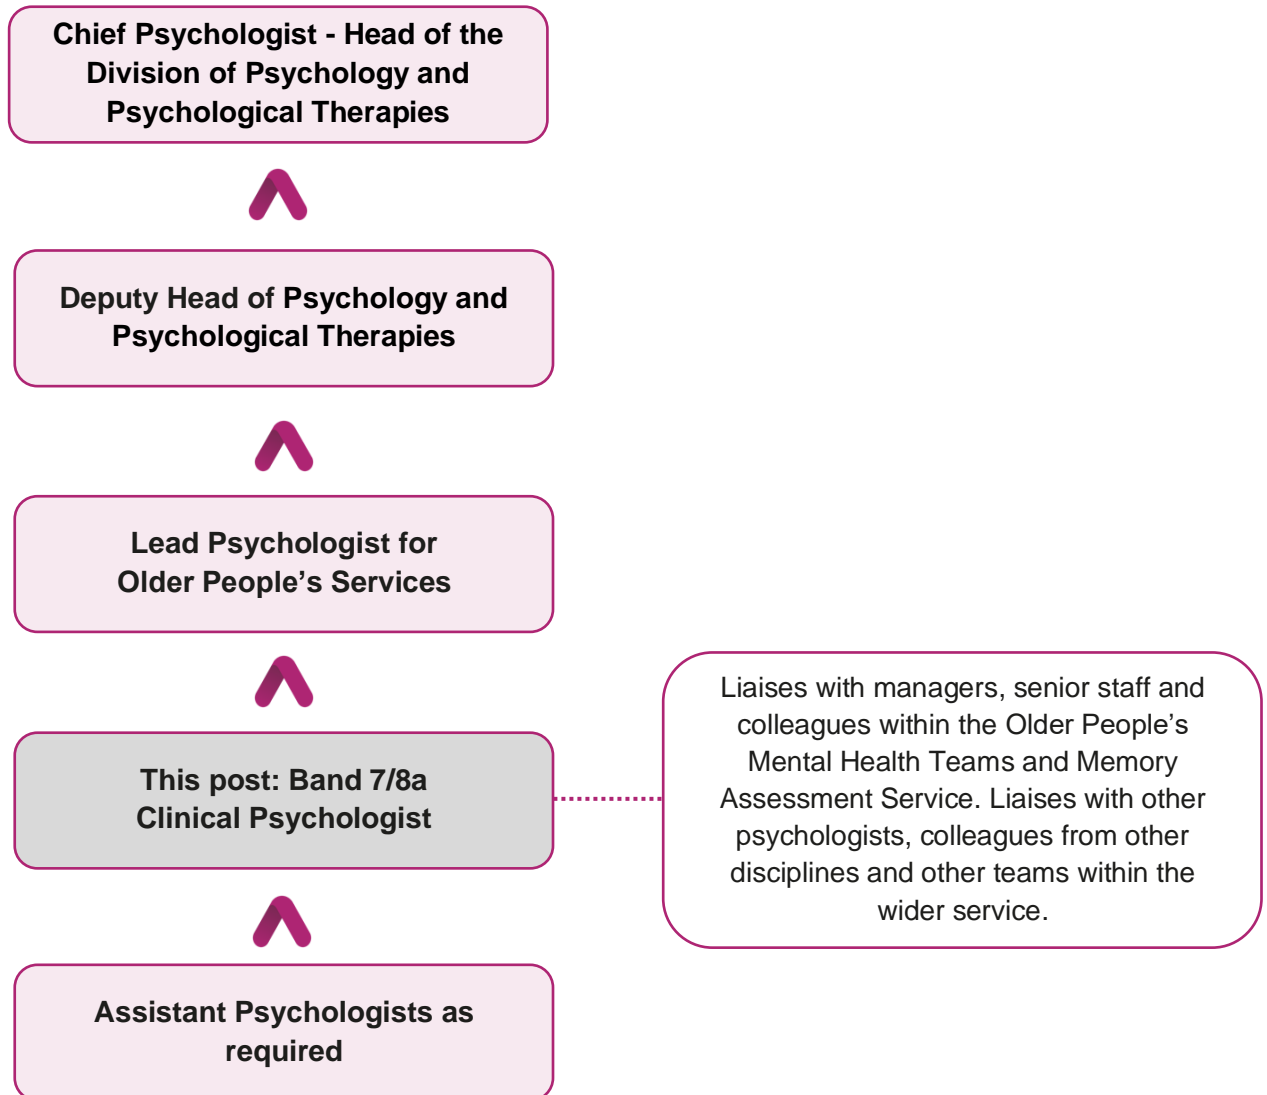 Chief Psychologist - Head of the
Division of Psychology and
Psychological Therapies
Deputy Head of Psychology and
Psychological Therapies
Lead Psychologist for
Older People’s Services
This post: Band 7/8a
Clinical Psychologist
Liaises with managers, senior staff and
colleagues within the Older People’s
Mental Health Teams and Memory
Assessment Service. Liaises with other
psychologists, colleagues from other
disciplines and other teams within the
wider service.
Assistant Psychologists as
required